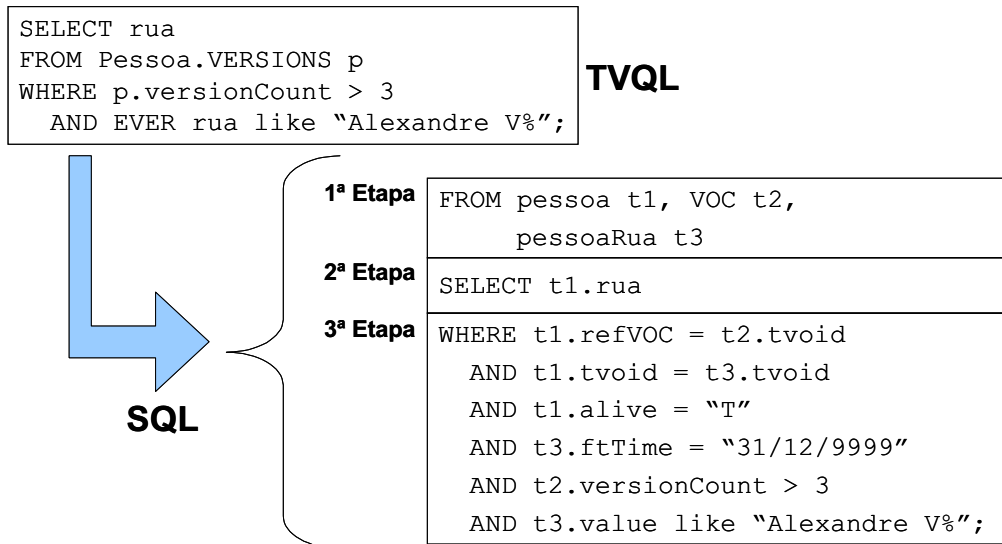 SELECT rua
FROM Pessoa.VERSIONS p
WHERE p.versionCount > 3
AND EVER rua like “Alexandre V%”;
TVQL
1ª Etapa
FROM pessoa t1, VOC t2,
pessoaRua t3
2ª Etapa
SELECT t1.rua
3ª Etapa
WHERE t1.refVOC = t2.tvoid
AND t1.tvoid = t3.tvoid
AND t1.alive = “T”
AND t3.ftTime = “31/12/9999”
AND t2.versionCount > 3
AND t3.value like “Alexandre V%”;
SQL